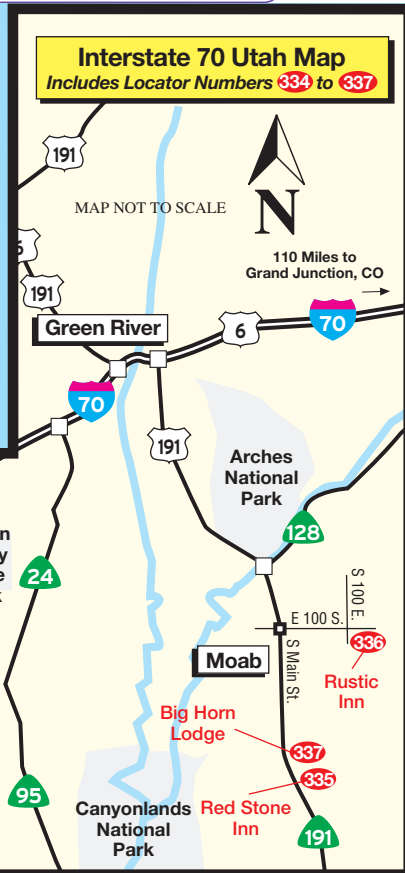 Interstate 70 Utah Map
Includes Locator Numbers 334 to 337
191
MAP NOT TO SCALE
N
6
191
110 Miles to
Grand Junction, CO
Green River
6
70
70
191
Arches
National
Park
128
24
S 100 E.
E 100 S.
336
Moab
S Main St.
Rustic
Inn
Big Horn
Lodge
337
335
95
Canyonlands
National
Park
Red Stone
Inn
191